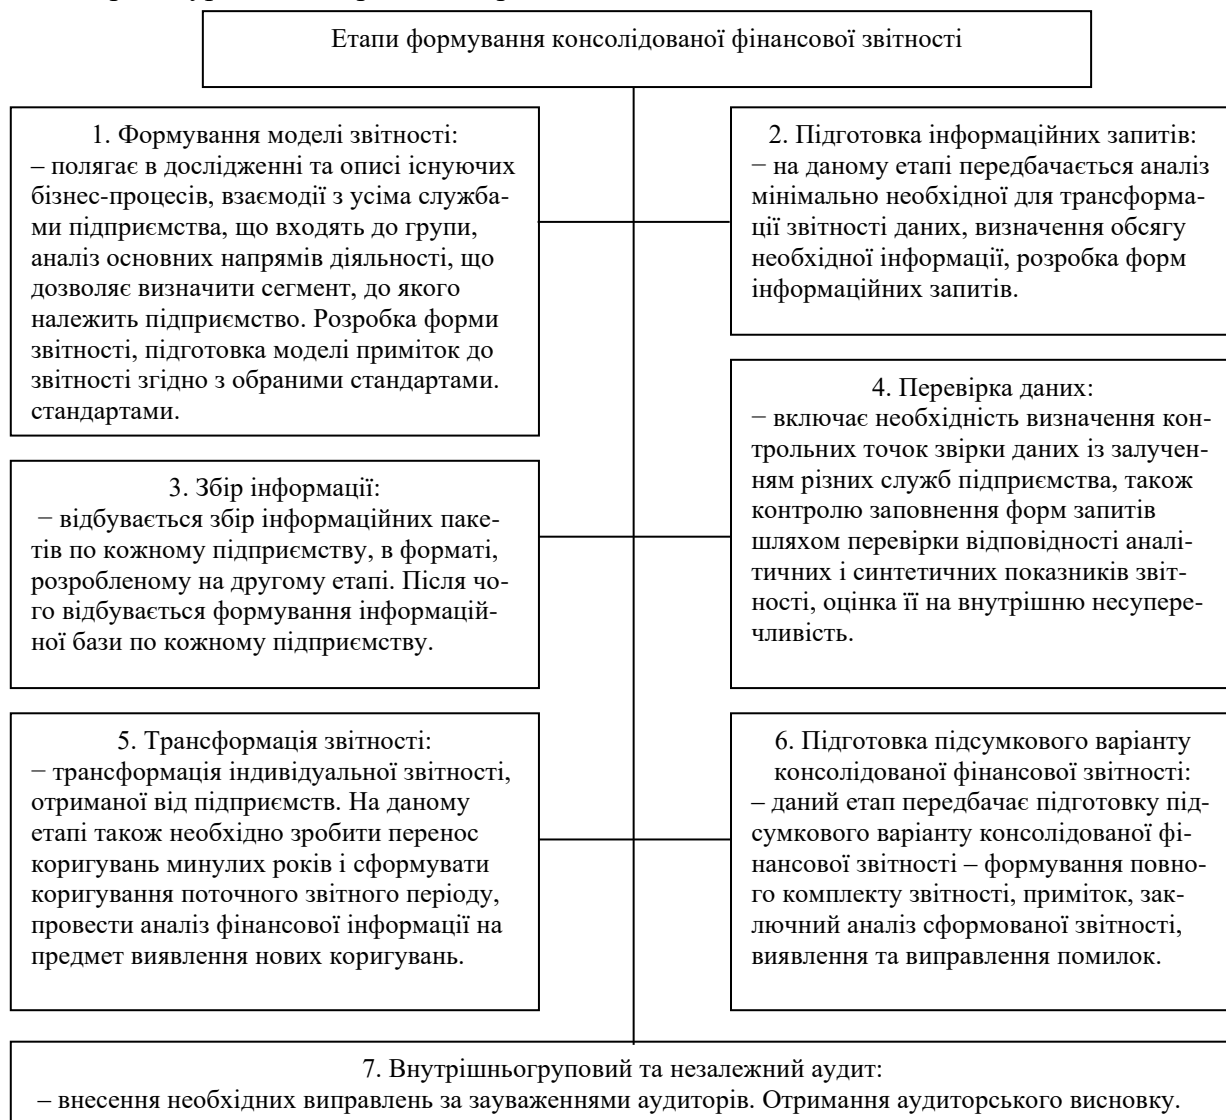 Етапи формування консолідованої фінансової звітності
1. Формування моделі звітності:
– полягає в дослідженні та описі існуючих
бізнес-процесів, взаємодії з усіма служба-
ми підприємства, що входять до групи,
аналіз основних напрямів діяльності, що
дозволяє визначити сегмент, до якого
належить підприємство. Розробка форми
звітності, підготовка моделі приміток до
звітності згідно з обраними стандартами.
стандартами.
2. Підготовка інформаційних запитів:
− на даному етапі передбачається аналіз
мінімально необхідної для трансформа-
ції звітності даних, визначення обсягу
необхідної інформації, розробка форм
інформаційних запитів.
3. Збір інформації:
− відбувається збір інформаційних паке-
тів по кожному підприємству, в форматі,
розробленому на другому етапі. Після чо-
го відбувається формування інформацій-
ної бази по кожному підприємству.
4. Перевірка даних:
− включає необхідність визначення кон-
трольних точок звірки даних із залучен-
ням різних служб підприємства, також
контролю заповнення форм запитів
шляхом перевірки відповідності аналі-
тичних і синтетичних показників звіт-
ності, оцінка її на внутрішню несупере-
чливість.
5. Трансформація звітності:
− трансформація індивідуальної звітності,
отриманої від підприємств. На даному
етапі також необхідно зробити перенос
коригувань минулих років і сформувати
коригування поточного звітного періоду,
провести аналіз фінансової інформації на
предмет виявлення нових коригувань.
6. Підготовка підсумкового варіанту
консолідованої фінансової звітності:
– даний етап передбачає підготовку під-
сумкового варіанту консолідованої фі-
нансової звітності – формування повно-
го комплекту звітності, приміток, зак-
лючний аналіз сформованої звітності,
виявлення та виправлення помилок.
7. Внутрішньогруповий та незалежний аудит:
– внесення необхідних виправлень за зауваженнями аудиторів. Отримання аудиторського висновку.